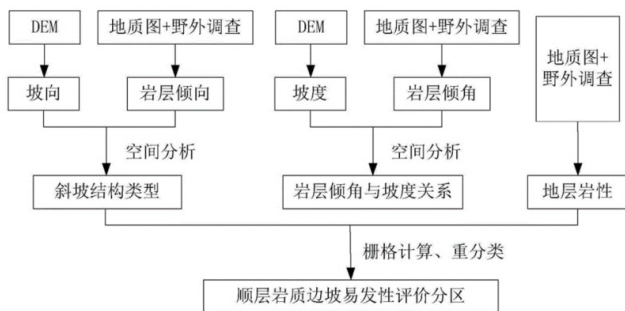 DEM
地质图+野外调查
DEM
地质图+野外调查
地质图+
野外调查
坡向
岩层倾向
坡度
岩层倾角
空间分析
空间分析
斜坡结构类型
岩层倾角与坡度关系
地层岩性
栅格计算、重分类
顺层岩质边坡易发性评价分区